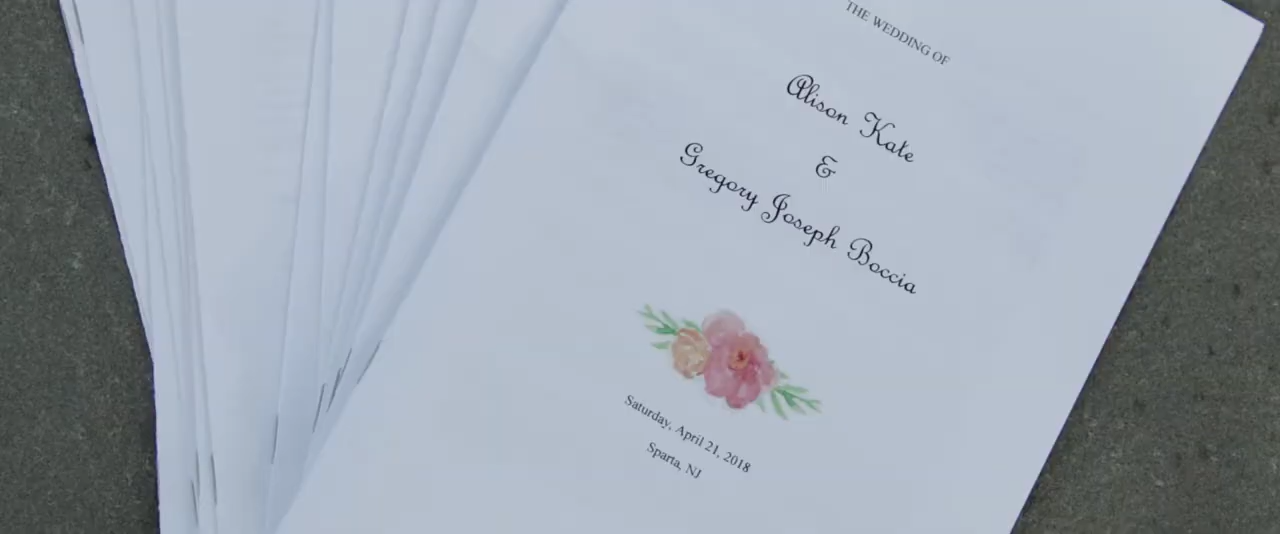 THE WEDDING OF
Alison Kate
&
Gregory Joseph Boccia
Saturday, April 21, 2018
Sparta, NJ